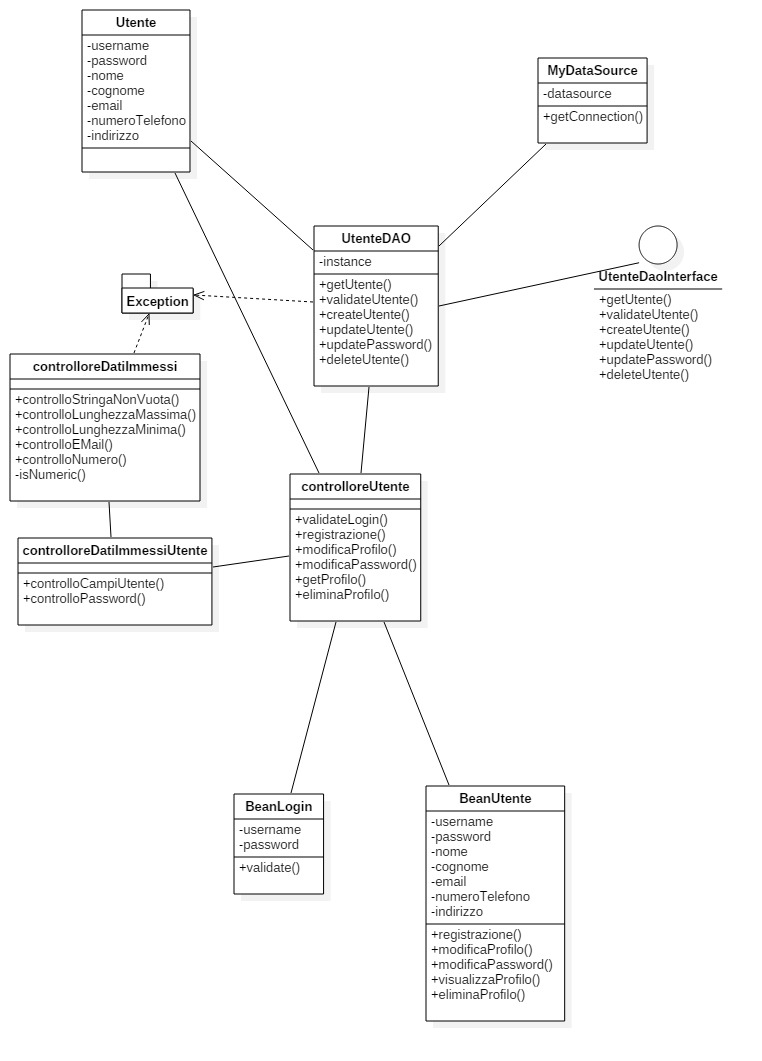 Utente
-username
-password
-nome
-cognome
-email
-numeroTelefono
-indirizzo
MyDataSource
-datasource
+getConnection()
UtenteDAO
-instance
+getUtente()
+validateUtente()
+createUtente()
+updateUtente()
+updatePassword()
+deleteUtente()
UtenteDaoInterface
+getUtente()
+validateUtente()
+createUtente()
+updateUtente()
+updatePassword()
+deleteUtente()
Exception
controlloreDatiImmessi
+controlloStringaNonVuota()
+controlloLunghezzaMassima()
+controlloLunghezzaMinima()
+controlloEMail()
+controlloNumero()
-isNumeric()
controlloreUtente
+validateLogin()
+registrazione()
+modificaProfilo()
+modificaPassword()
+getProfilo()
+eliminaProfilo()
controlloreDatiImmessiUtente
+controlloCampiUtente()
+controlloPassword()
BeanLogin
-username
-password
+validate()
BeanUtente
-username
-password
-nome
-cognome
-email
-numeroTelefono
-indirizzo
+registrazione()
+modificaProfilo()
+modificaPassword()
+visualizzaProfilo()
+eliminaProfilo()